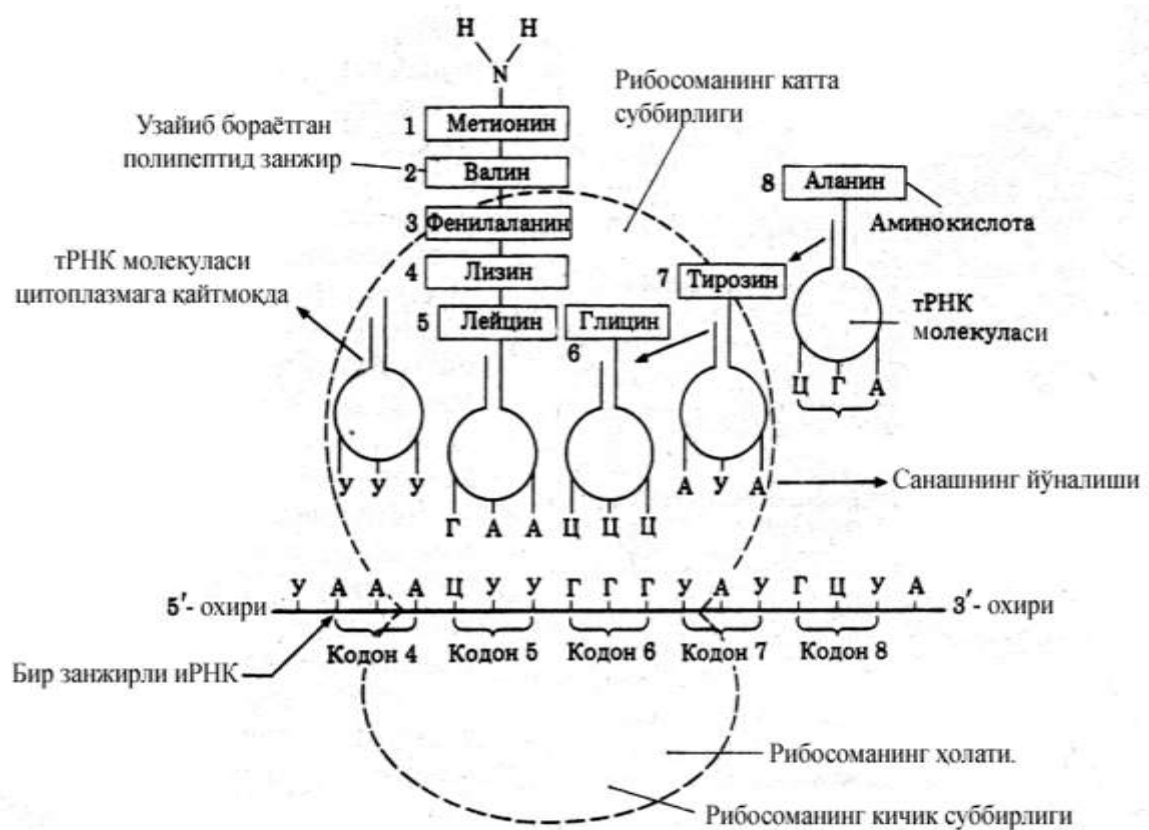 Н Н
N
1 Метионин
Рибосоманинг катта
суббирлиги
Узайиб бораётган
полипептид занжир
2 Валин
8 Аланин
3 Фенилаланин
Аминокислота
тРНК молекуласи
цитоплазмага қайтмоқда
4 Лизин
7 Тирозин
5 Лейцин
Глицин
6
тРНК
молекуласи
Ц Г А
У У У
А У А
Санашнинг йўналиши
Г А А
Ц Ц Ц
У А А А Ц У У Г Г Г У А У Г Ц У А
5′- охири
3′- охири
Кодон 4 Кодон 5 Кодон 6 Кодон 7 Кодон 8
Бир занжирли иРНК
Рибосоманинг ҳолати.
Рибосоманинг кичик суббирлиги